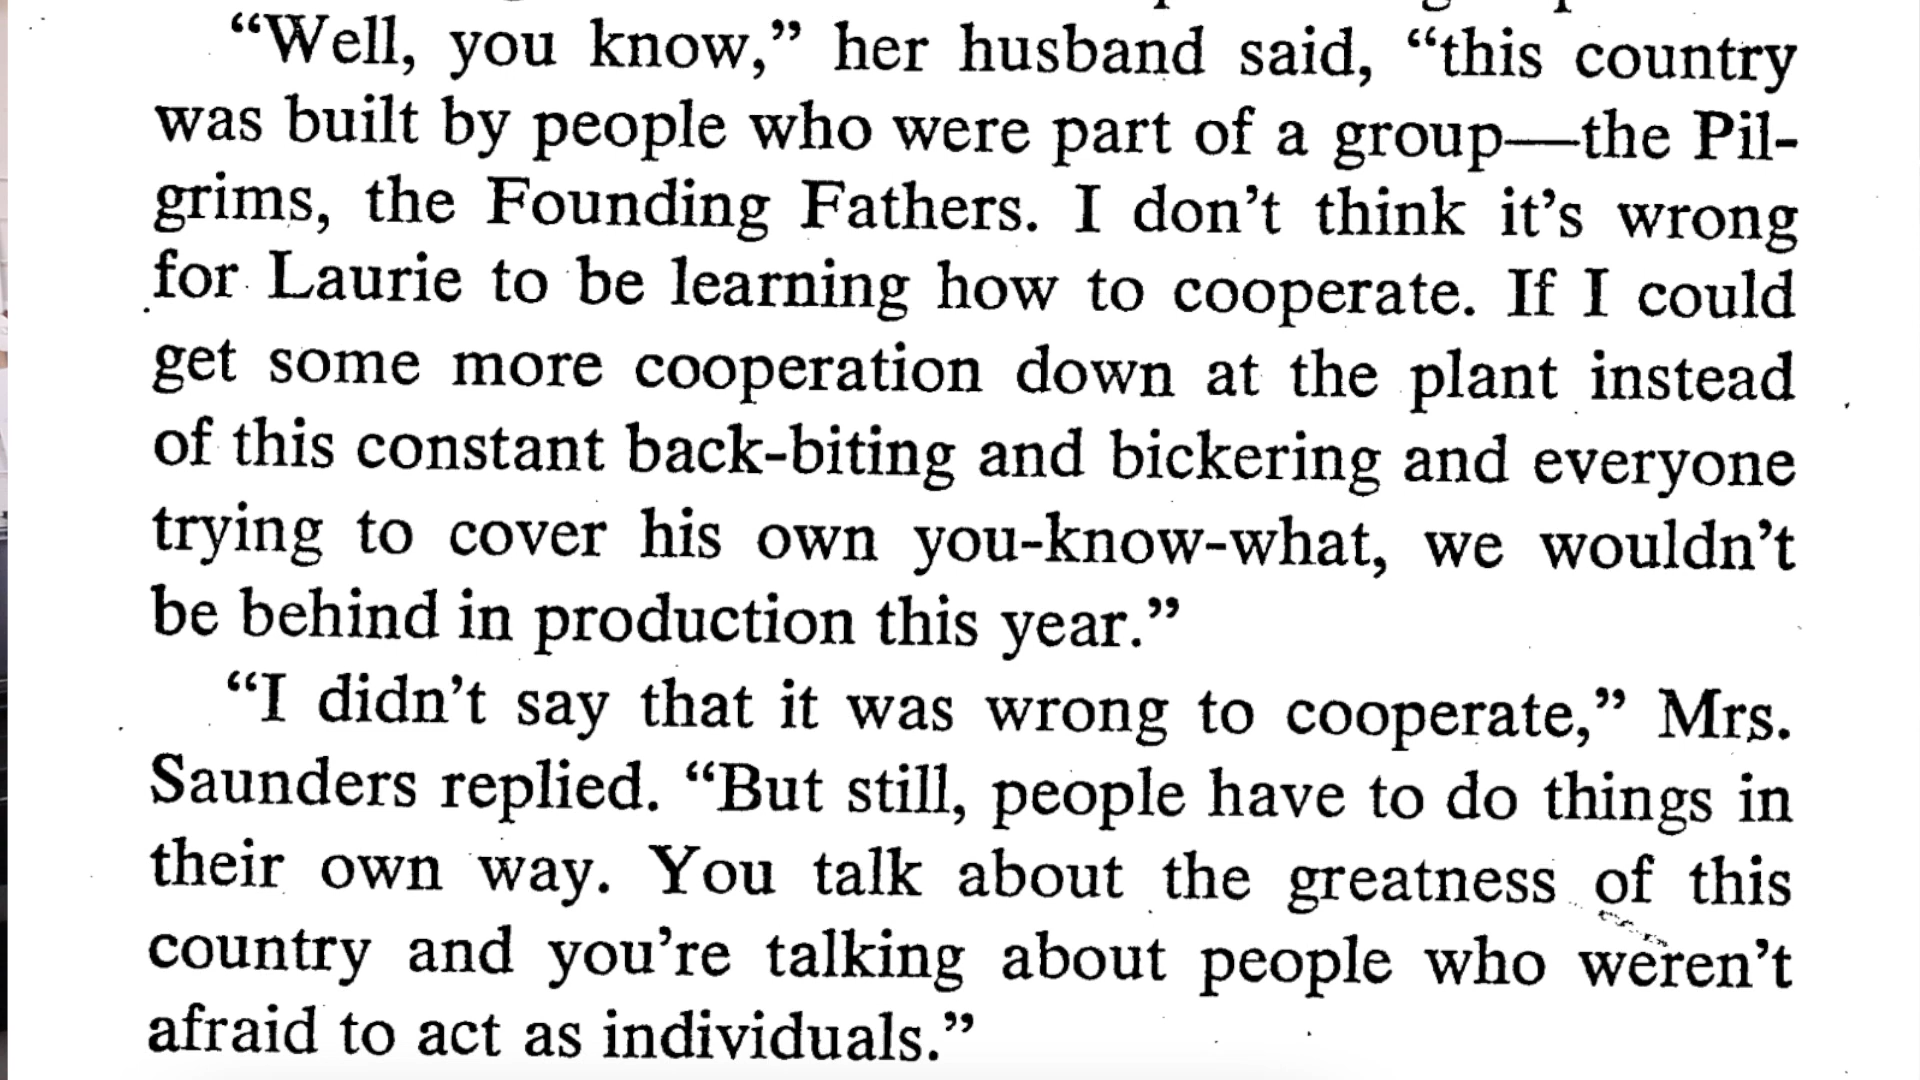 “Well, you know,” her husband said, “this country
was built by people who were part of a group—the Pil-
grims, the Founding Fathers. I don’t think it’s wrong
for Laurie to be learning how to cooperate. If I could
get some more cooperation down at the plant instead
of this constant back-biting and bickering and everyone
trying to cover his own you-know-what, we wouldn’t
be behind in production this year.”
“I didn’t say that it was wrong to cooperate,” Mrs.
Saunders replied. “But still, people have to do things in
their own way. You talk about the greatness of this
country and you’re talking about people who weren’t
afraid to act as individuals.”